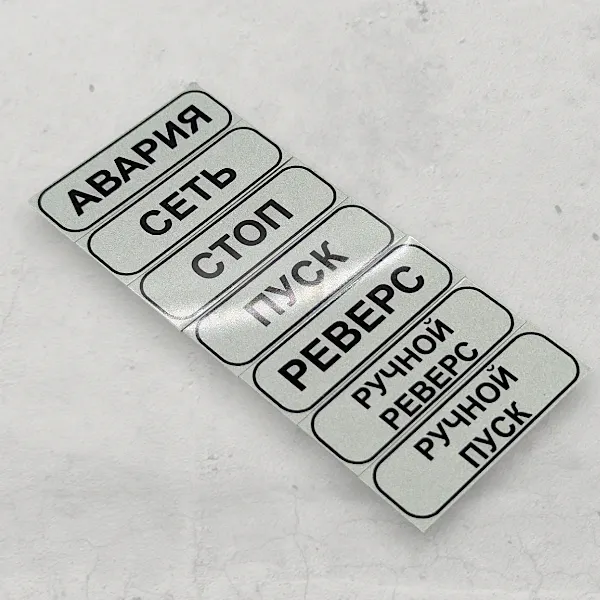 АВАРИЯ
СЕТЬ
СТОП
ПУСК
РЕВЕРС
РУЧНОЙ
РЕВЕРС
РУЧНОЙ
ПУСК